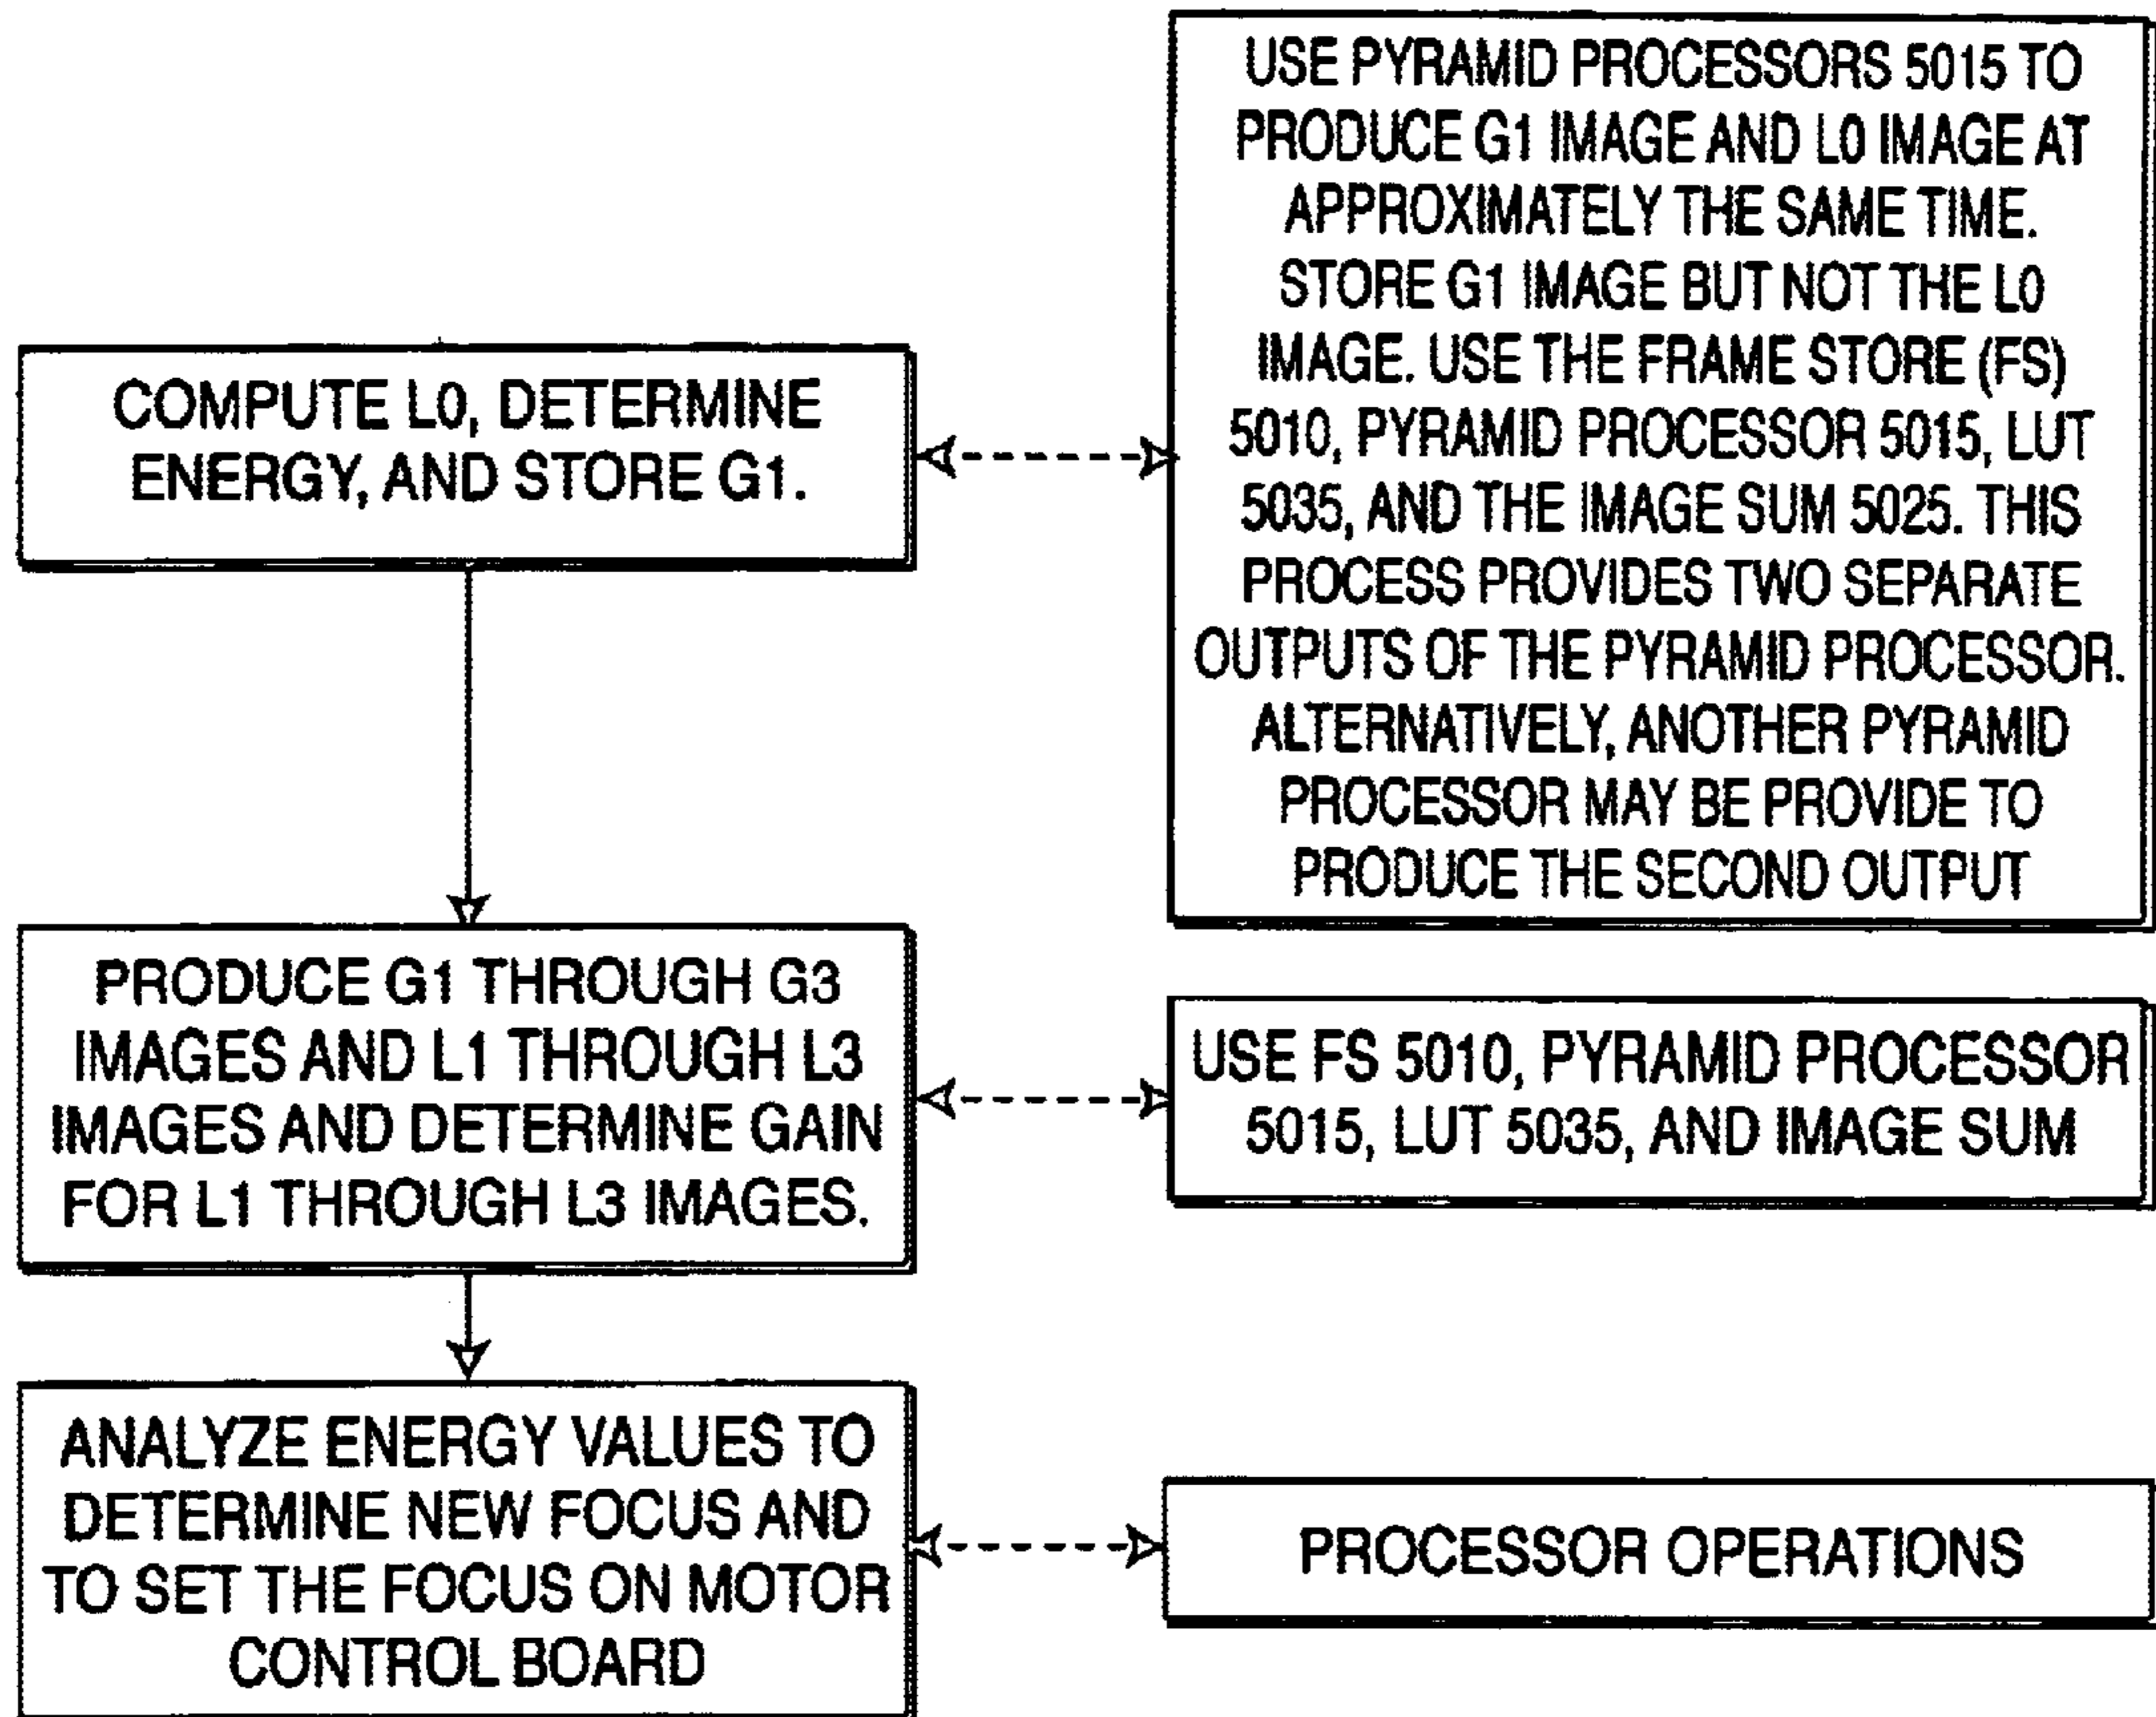 COMPUTE L0, DETERMINE
ENERGY, AND STORE G1.
USE PYRAMID PROCESSORS 5015 TO
PRODUCE G1 IMAGE AND L0 IMAGE AT
APPROXIMATELY THE SAME TIME.
STORE G1 IMAGE BUT NOT THE L0
IMAGE. USE THE FRAME STORE (FS)
5010, PYRAMID PROCESSOR 5015, LUT
5035, AND THE IMAGE SUM 5025. THIS
PROCESS PROVIDES TWO SEPARATE
OUTPUTS OF THE PYRAMID PROCESSOR.
ALTERNATIVELY, ANOTHER PYRAMID
PROCESSOR MAY BE PROVIDE TO
PRODUCE THE SECOND OUTPUT
PRODUCE G1 THROUGH G3
IMAGES AND L1 THROUGH L3
IMAGES AND DETERMINE GAIN
FOR L1 THROUGH L3 IMAGES.
USE FS 5010, PYRAMID PROCESSOR
5015, LUT 5035, AND IMAGE SUM
ANALYZE ENERGY VALUES TO
DETERMINE NEW FOCUS AND
TO SET THE FOCUS ON MOTOR
CONTROL BOARD
PROCESSOR OPERATIONS